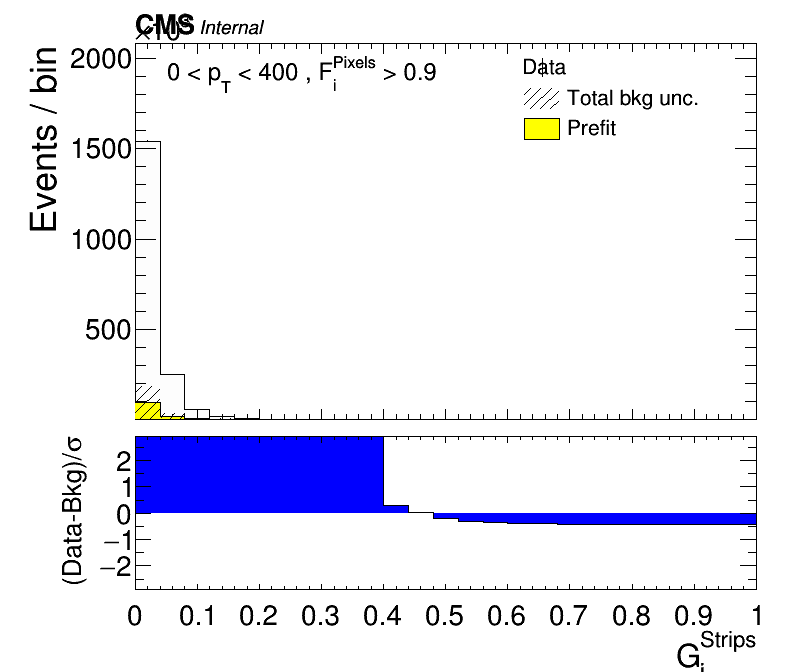 CMS Internal
×10³
0 < p_T < 400 , F_i^Pixels > 0.9
Data
Total bkg unc.
Prefit
Events / bin
2000
1500
1000
500
(Data-Bkg)/σ
2
1
0
−1
−2
0 0.1 0.2 0.3 0.4 0.5 0.6 0.7 0.8 0.9 1
G_i^Strips